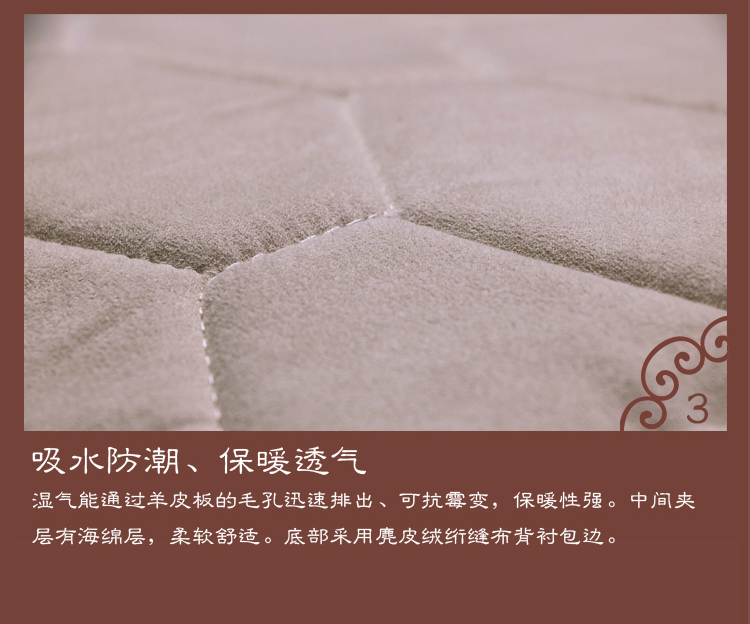 3
吸水防潮、保暖透气
湿气能通过羊皮板的毛孔迅速排出、可抗霉变，保暖性强。中间夹
层有海绵层，柔软舒适。底部采用麂皮绒绗缝布背衬包边。